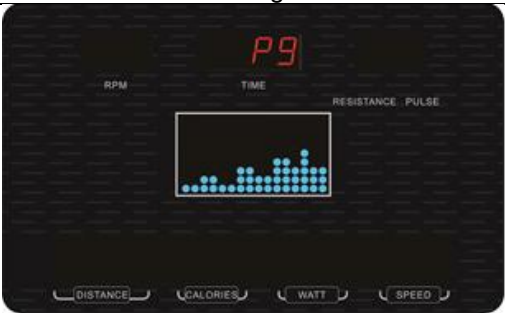 P9
RPM TIME
RESISTANCE PULSE
DISTANCE CALORIES WATT SPEED